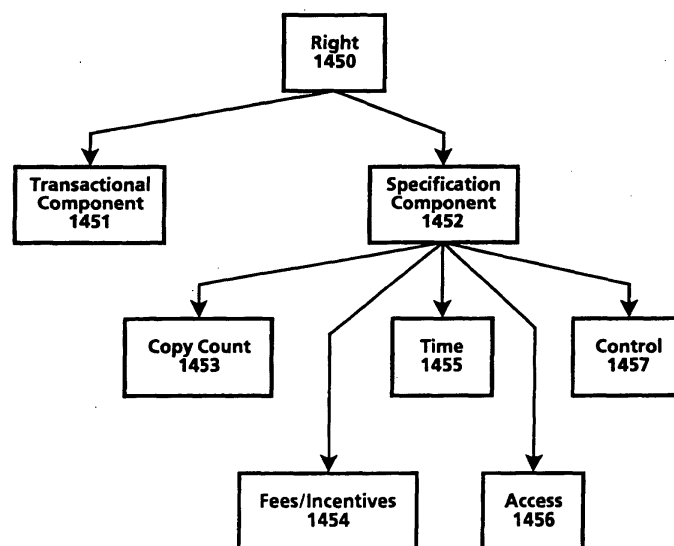 Right
1450
Transactional
Component
1451
Specification
Component
1452
Copy Count
1453
Time
1455
Control
1457
Fees/Incentives
1454
Access
1456